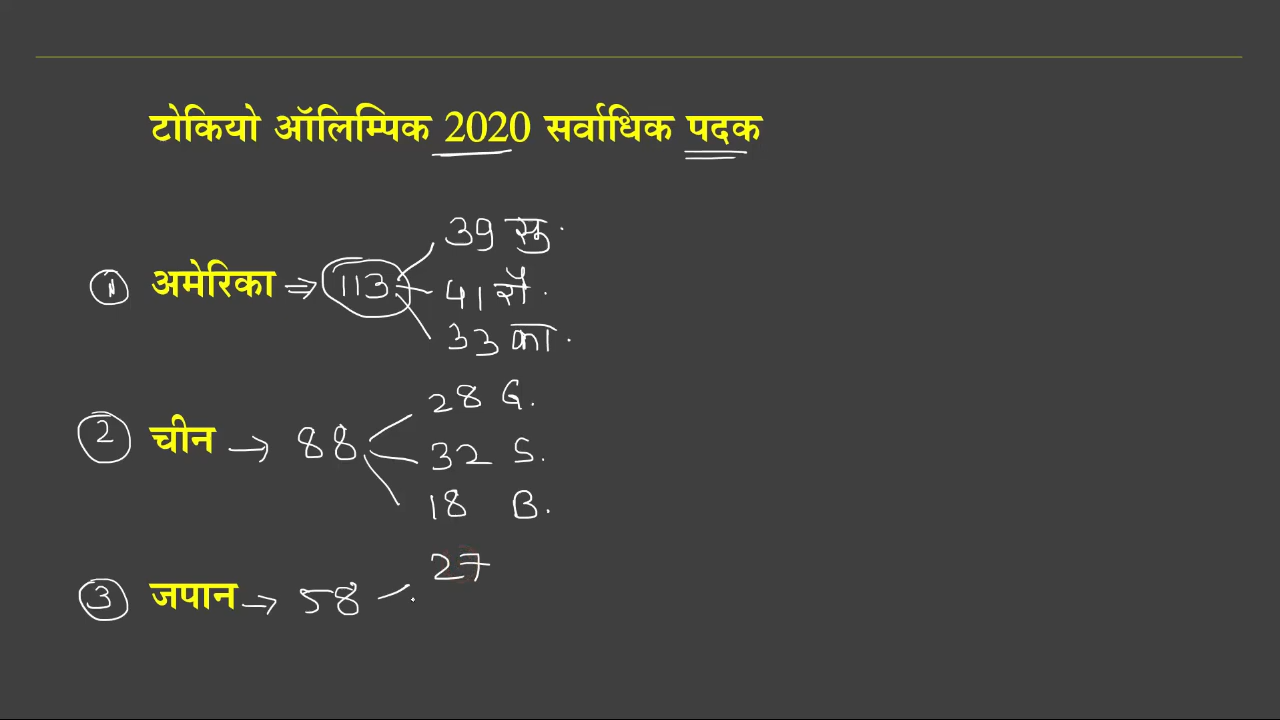 टोकियो ऑलिम्पिक 2020 सर्वाधिक पदक
39 सु.
① अमेरिका ⇒ 113
41 रौ.
33 का.
28 G.
② चीन → 88
32 S.
18 B.
27
③ जपान → 58